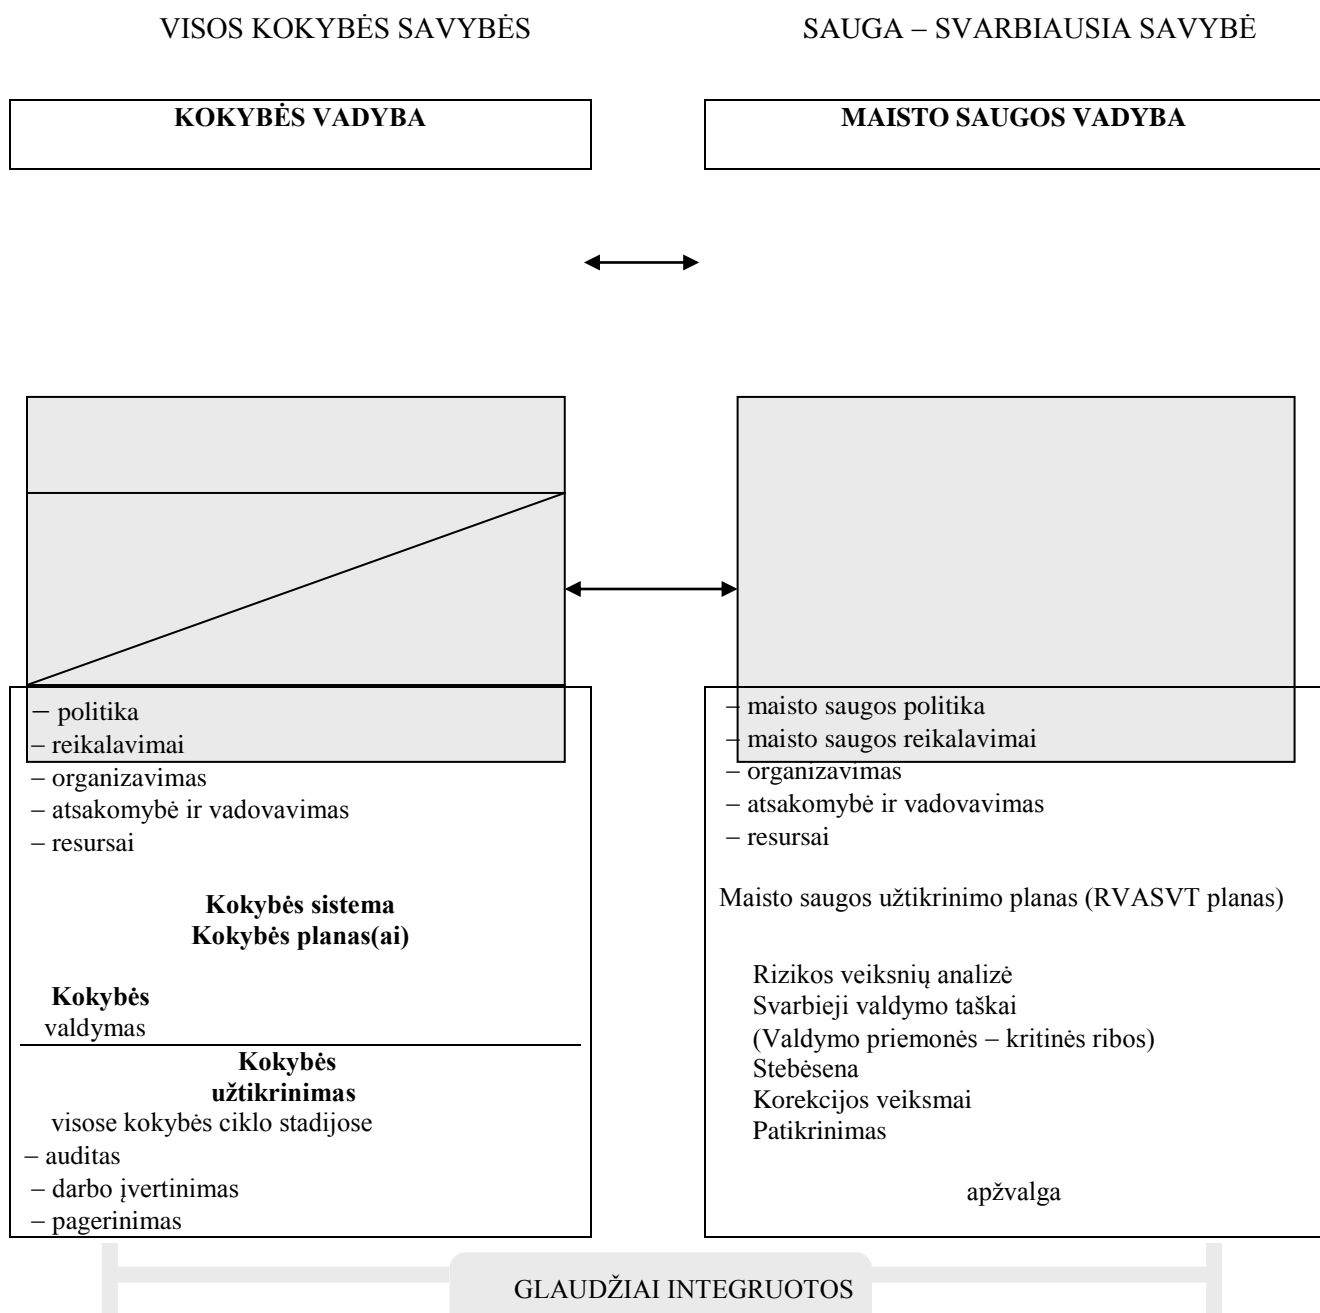 VISOS KOKYBĖS SAVYBĖS
SAUGA – SVARBIAUSIA SAVYBĖ
KOKYBĖS VADYBA
MAISTO SAUGOS VADYBA
– politika
– reikalavimai
– organizavimas
– atsakomybė ir vadovavimas
– resursai
Kokybės sistema
Kokybės planas(ai)
Kokybės
valdymas
Kokybės
užtikrinimas
visose kokybės ciklo stadijose
– auditas
– darbo įvertinimas
– pagerinimas
– maisto saugos politika
– maisto saugos reikalavimai
– organizavimas
– atsakomybė ir vadovavimas
– resursai
Maisto saugos užtikrinimo planas (RVASVT planas)
Rizikos veiksnių analizė
Svarbieji valdymo taškai
(Valdymo priemonės – kritinės ribos)
Stebėsena
Korekcijos veiksmai
Patikrinimas
apžvalga
GLAUDŽIAI INTEGRUOTOS